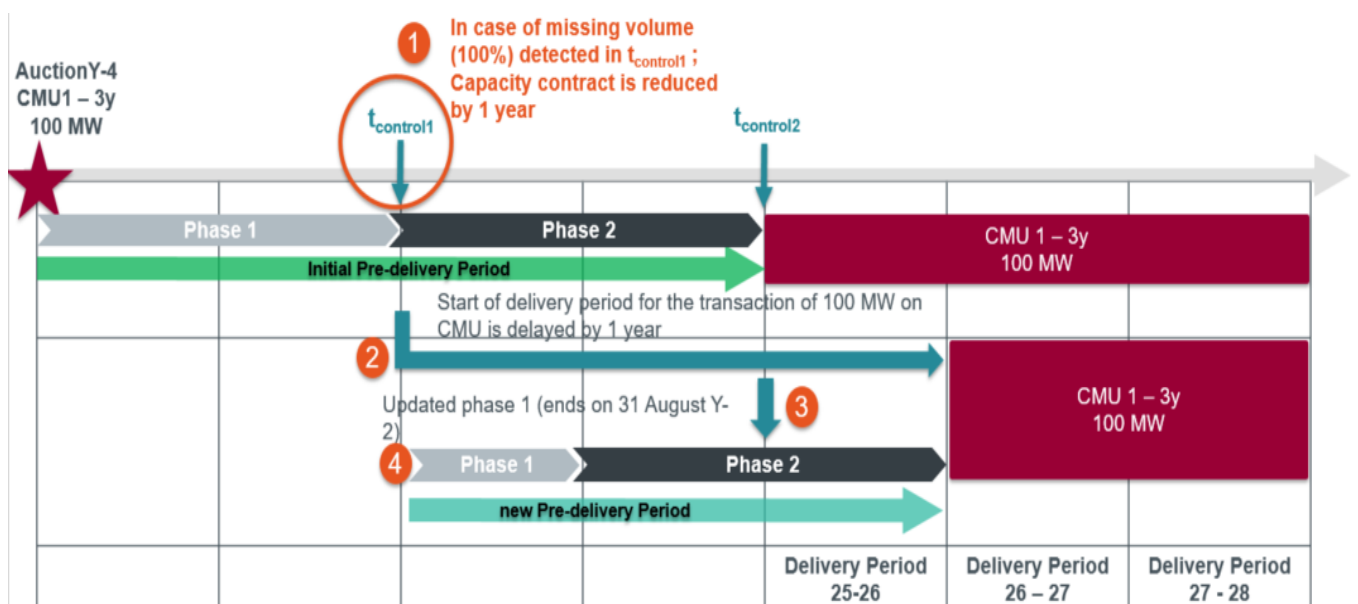 AuctionY-4
CMU1 – 3y
100 MW
1
In case of missing volume
(100%) detected in tcontrol1 ;
Capacity contract is reduced
by 1 year
tcontrol1
tcontrol2
Phase 1
Phase 2
CMU 1 – 3y
100 MW
Initial Pre-delivery Period
Start of delivery period for the transaction of 100 MW on
CMU is delayed by 1 year
2
3
CMU 1 – 3y
100 MW
Updated phase 1 (ends on 31 August Y-
2)
4
Phase 1
Phase 2
new Pre-delivery Period
Delivery Period
25-26
Delivery Period
26 – 27
Delivery Period
27 - 28